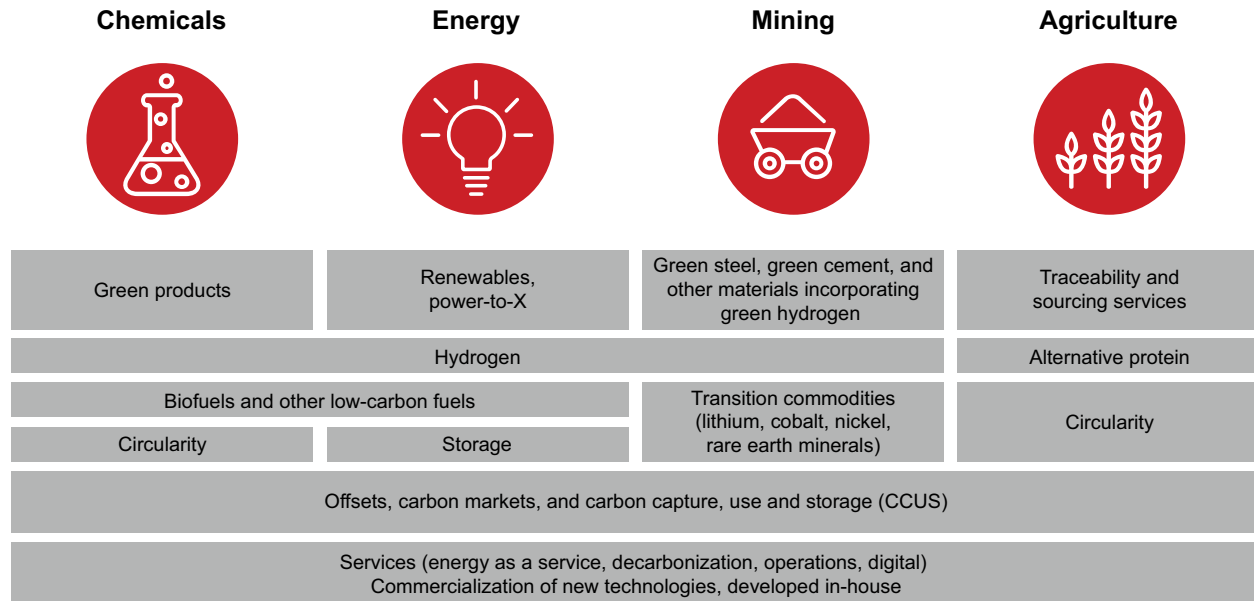 Chemicals
Energy
Mining
Agriculture
Green products
Renewables,
power-to-X
Green steel, green cement, and
other materials incorporating
green hydrogen
Traceability and
sourcing services
Hydrogen
Alternative protein
Biofuels and other low-carbon fuels
Transition commodities
(lithium, cobalt, nickel,
rare earth minerals)
Circularity
Circularity
Storage
Offsets, carbon markets, and carbon capture, use and storage (CCUS)
Services (energy as a service, decarbonization, operations, digital)
Commercialization of new technologies, developed in-house